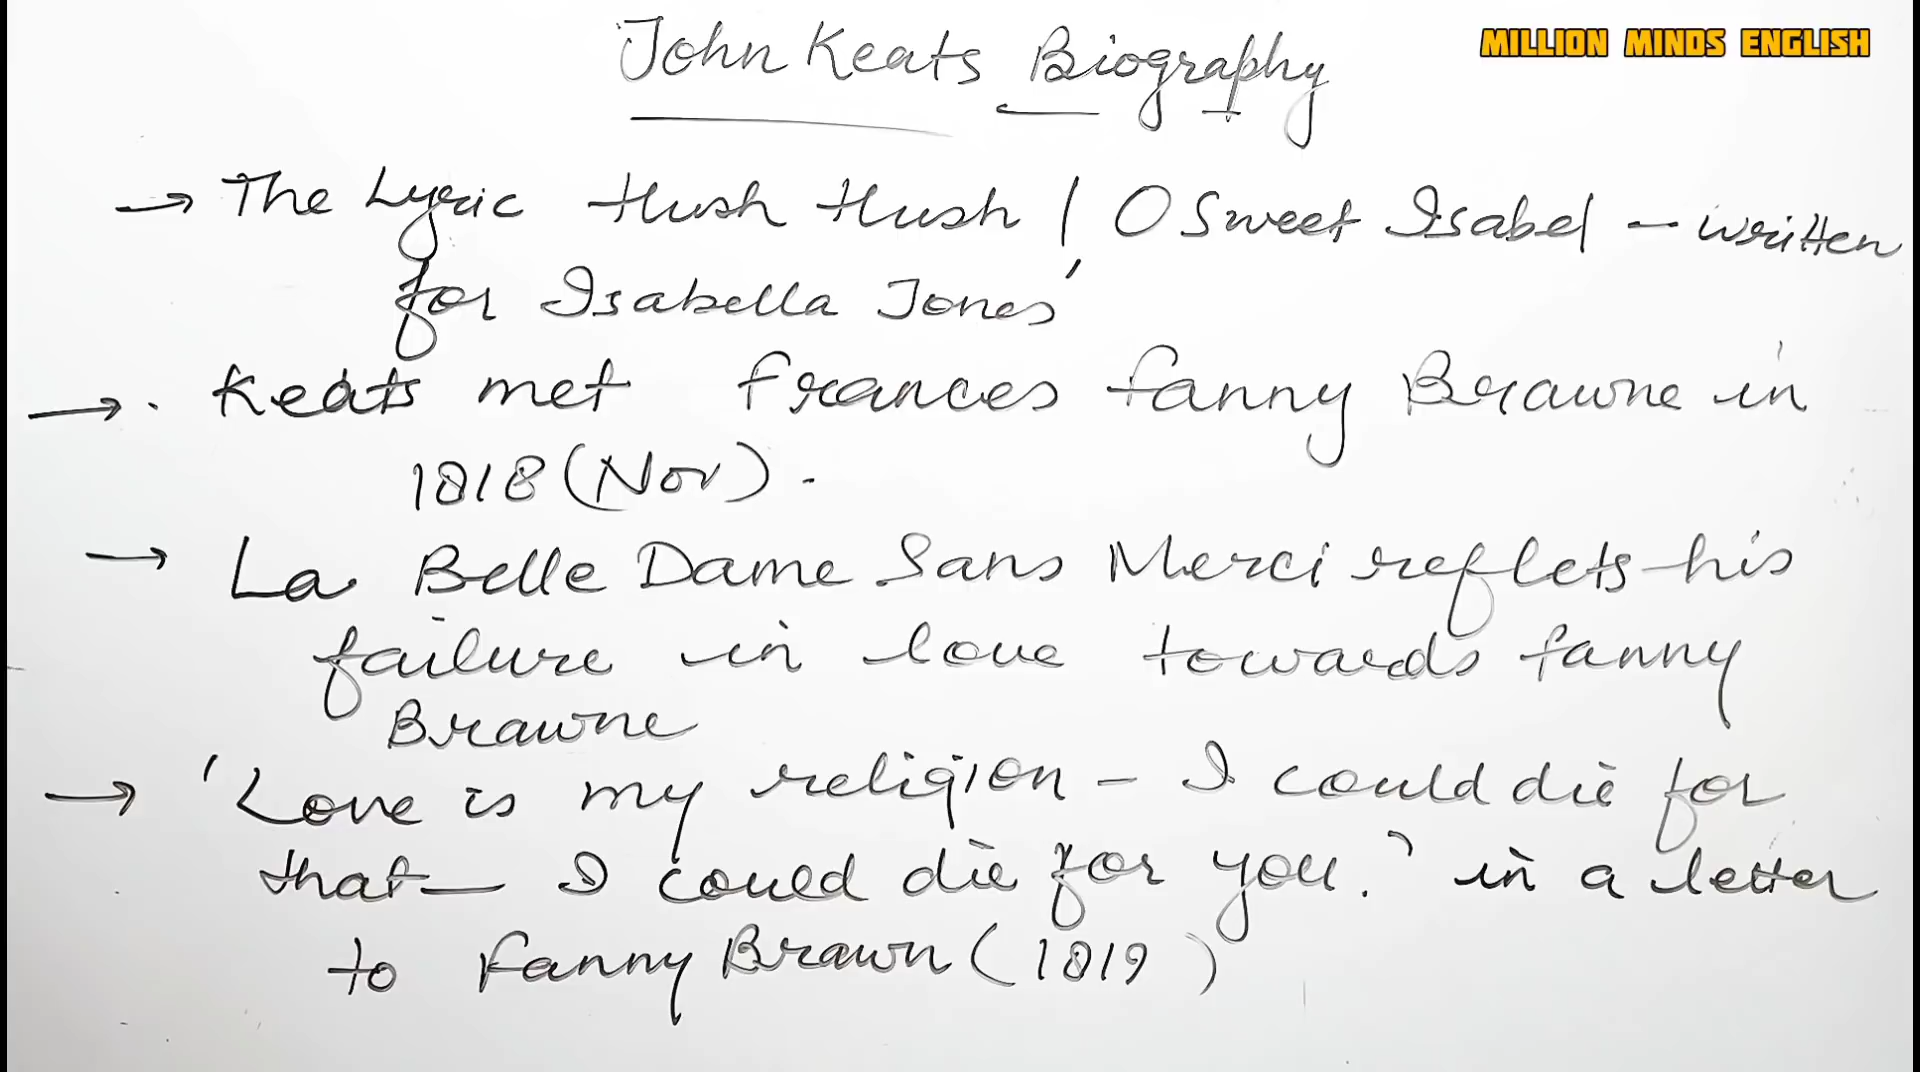 John Keats Biography
MILLION MINDS ENGLISH
→ The Lyric Hush Hush / O Sweet Isabel – written
for Isabella Jones'
→ . Keats met Frances Fanny Brawne in
1818 (Nov).
→ La Belle Dame Sans Merci reflets his
failure in love towards Fanny
Brawne
→ 'Love is my religion – I could die for
that – I could die for you.' in a letter
to Fanny Brawn (1819)